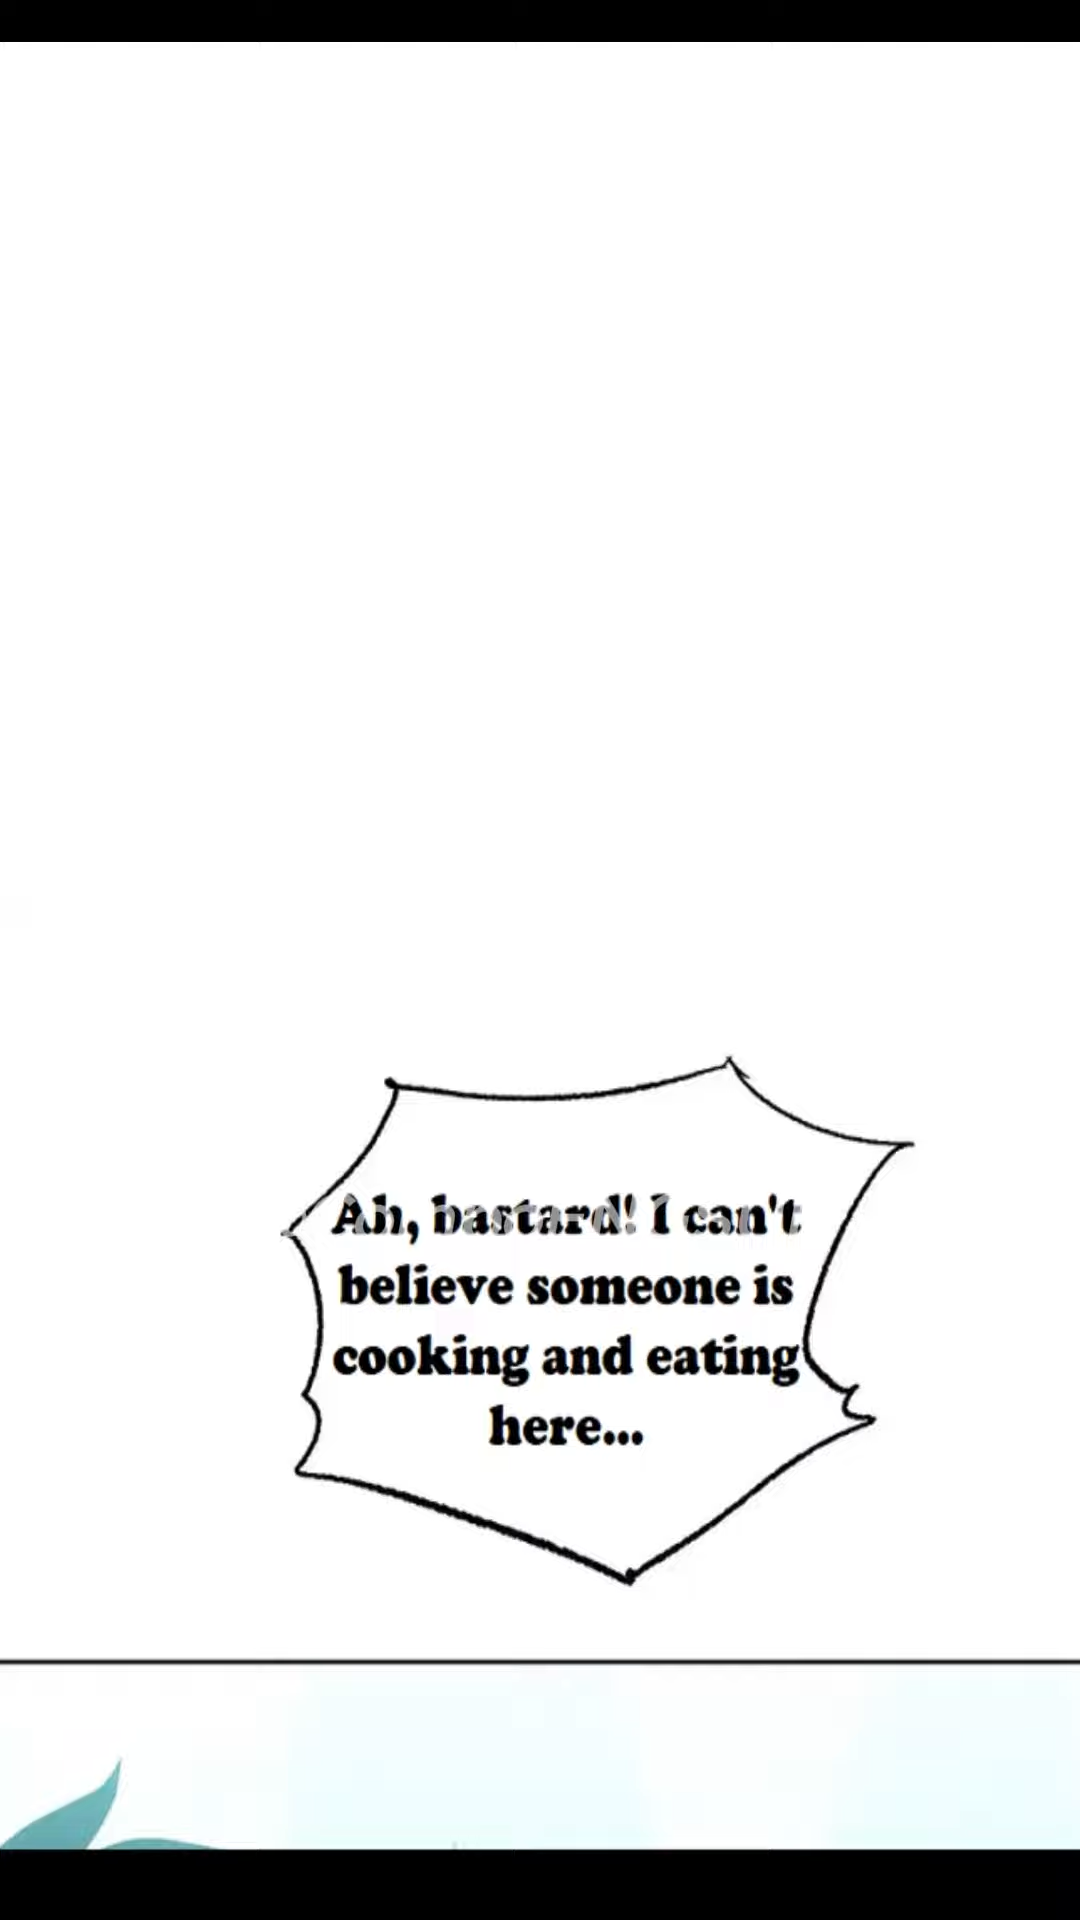 Ah, bastard! I can't
believe someone is
cooking and eating
here...